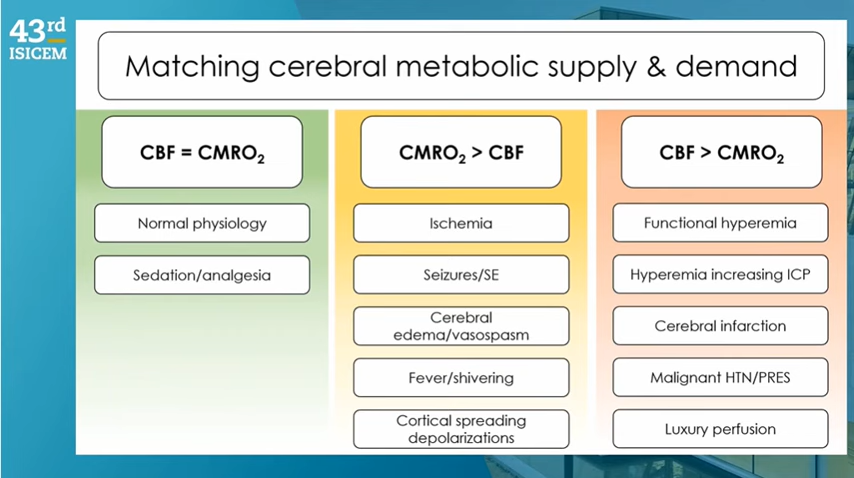 43rd
ISICEM
Matching cerebral metabolic supply & demand
CBF = CMRO₂
Normal physiology
Sedation/analgesia
CMRO₂ > CBF
Ischemia
Seizures/SE
Cerebral
edema/vasospasm
Fever/shivering
Cortical spreading
depolarizations
CBF > CMRO₂
Functional hyperemia
Hyperemia increasing ICP
Cerebral infarction
Malignant HTN/PRES
Luxury perfusion